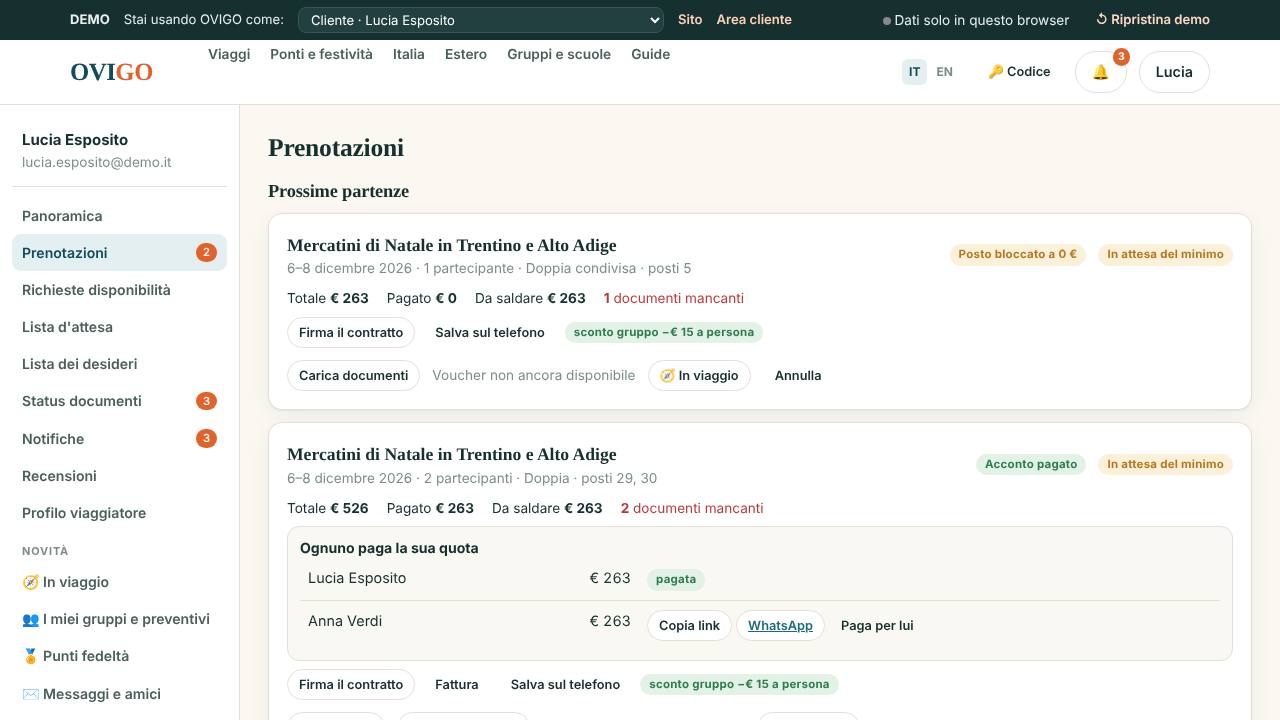 DEMO Stai usando OVIGO come: Cliente · Lucia Esposito Sito Area cliente Dati solo in questo browser Ripristina demo
OVIGO Viaggi Ponti e festività Italia Estero Gruppi e scuole Guide IT EN Codice 3 Lucia
Lucia Esposito
lucia.esposito@demo.it
Panoramica
Prenotazioni 2
Richieste disponibilità
Lista d'attesa
Lista dei desideri
Status documenti 3
Notifiche 3
Recensioni
Profilo viaggiatore
NOVITÀ
In viaggio
I miei gruppi e preventivi
Punti fedeltà
Messaggi e amici
Prenotazioni
Prossime partenze
Mercatini di Natale in Trentino e Alto Adige Posto bloccato a 0 € In attesa del minimo
6–8 dicembre 2026 · 1 partecipante · Doppia condivisa · posti 5
Totale € 263 Pagato € 0 Da saldare € 263 1 documenti mancanti
Firma il contratto Salva sul telefono sconto gruppo −€ 15 a persona
Carica documenti Voucher non ancora disponibile In viaggio Annulla
Mercatini di Natale in Trentino e Alto Adige Acconto pagato In attesa del minimo
6–8 dicembre 2026 · 2 partecipanti · Doppia · posti 29, 30
Totale € 526 Pagato € 263 Da saldare € 263 2 documenti mancanti
Ognuno paga la sua quota
Lucia Esposito € 263 pagata
Anna Verdi € 263 Copia link WhatsApp Paga per lui
Firma il contratto Fattura Salva sul telefono sconto gruppo −€ 15 a persona